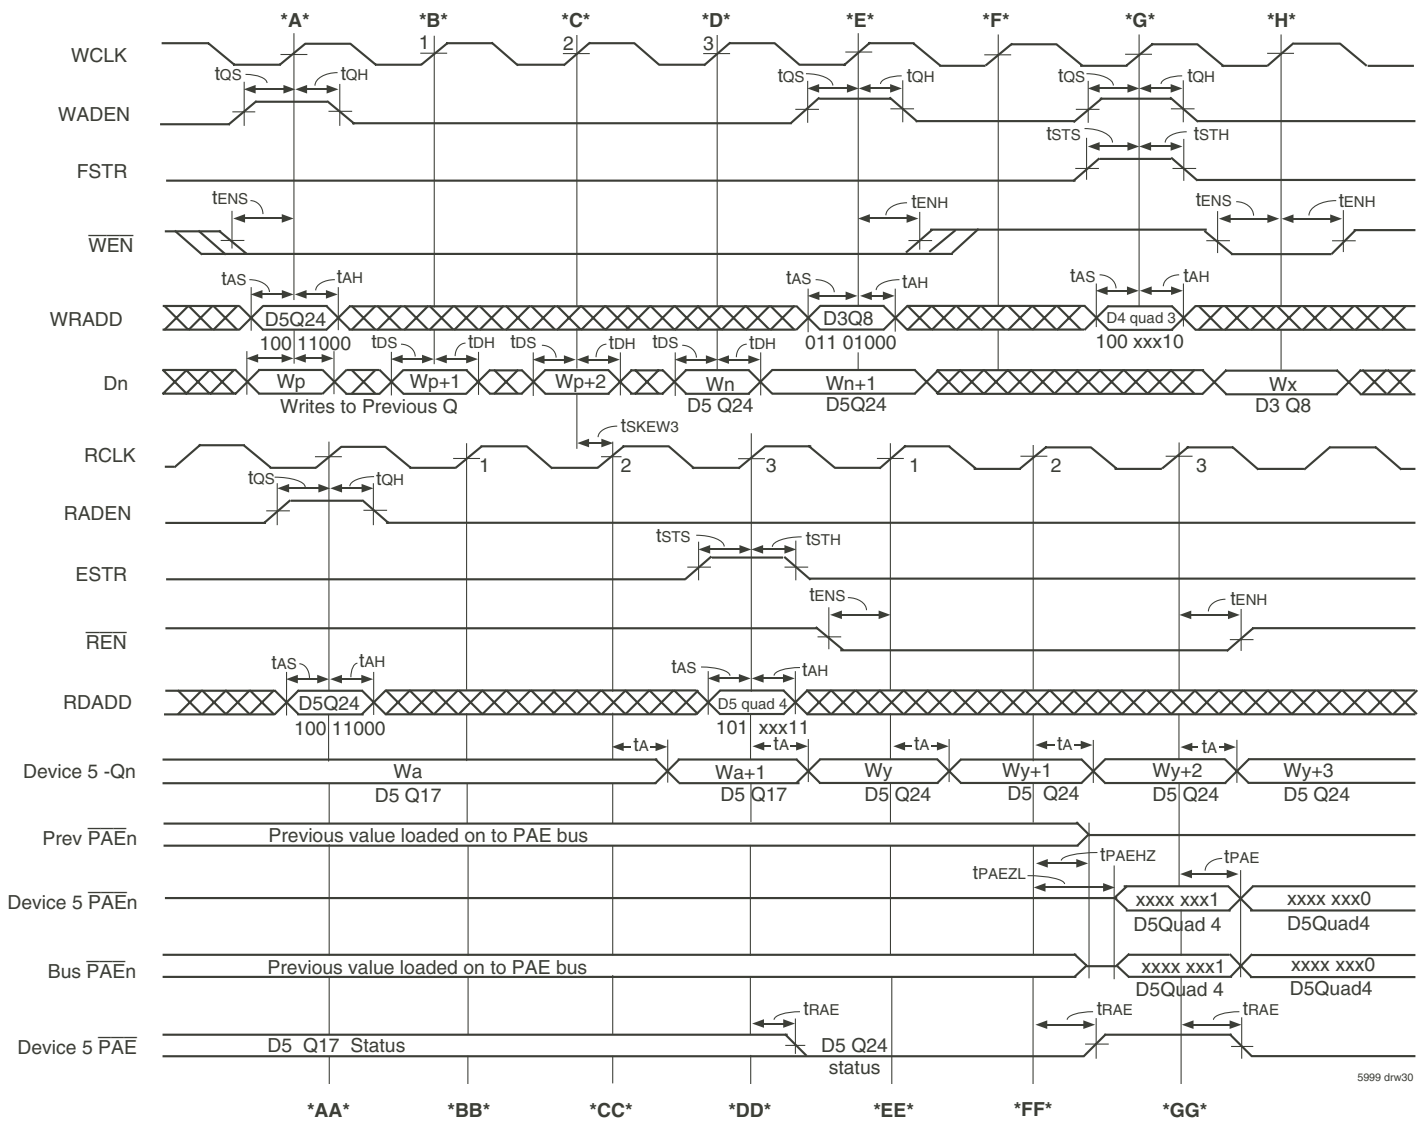 *A* *B* *C* *D* *E* *F* *G* *H*
WCLK 1 2 3
tQS tQH tQS tQH tQS tQH
WADEN
tSTS tSTH
FSTR
tENS tENH tENS tENH
WEN
tAS tAH tAS tAH tAS tAH
WRADD D5Q24 D3Q8 D4 quad 3
100 11000 011 01000 100 xxx10
tDS tDH tDS tDH tDS tDH
Dn Wp Wp+1 Wp+2 Wn Wn+1 Wx
Writes to Previous Q D5 Q24 D5Q24 D3 Q8
tSKEW3
RCLK 1 2 3 1 2 3
tQS tQH
RADEN
tSTS tSTH
ESTR
tENS tENH
REN
tAS tAH tAS tAH
RDADD D5Q24 D5 quad 4
100 11000 101 xxx11
tA tA tA tA tA
Device 5 -Qn Wa Wa+1 Wy Wy+1 Wy+2 Wy+3
D5 Q17 D5 Q17 D5 Q24 D5 Q24 D5 Q24 D5 Q24
Prev PAEn Previous value loaded on to PAE bus
tPAEHZ tPAE
tPAEZL
Device 5 PAEn xxxx xxx1 xxxx xxx0
D5Quad 4 D5Quad4
Bus PAEn Previous value loaded on to PAE bus xxxx xxx1 xxxx xxx0
D5Quad 4 D5Quad4
tRAE tRAE tRAE
Device 5 PAE D5 Q17 Status D5 Q24
status
5999 drw30
*AA* *BB* *CC* *DD* *EE* *FF* *GG*